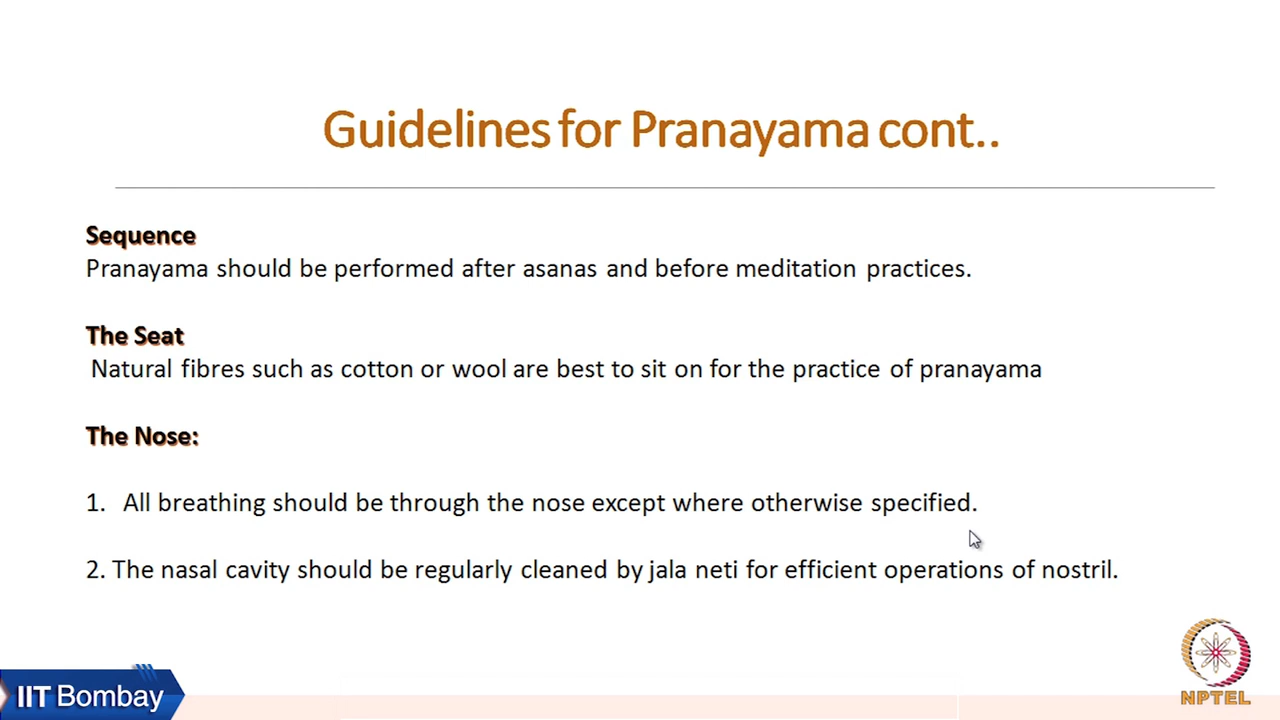 Guidelines for Pranayama cont..
Sequence
Pranayama should be performed after asanas and before meditation practices.
The Seat
Natural fibres such as cotton or wool are best to sit on for the practice of pranayama
The Nose:
1. All breathing should be through the nose except where otherwise specified.
2. The nasal cavity should be regularly cleaned by jala neti for efficient operations of nostril.
IIT Bombay
NPTEL